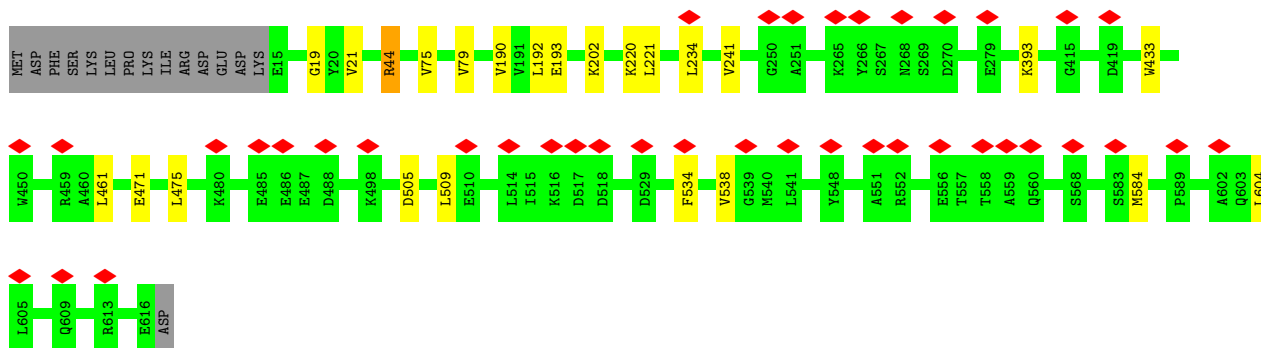 MET ASP PHE SER LYS LEU PRO LYS ILE ARG ASP ASP GLU ASP LYS E15 G19 Y20 V21 R44 V75 V79 V190 V191 L192 E193 K202 K220 L221 L234 V241 G250 A251 K265 Y266 S267 N268 S269 D270 E279 K393 G415 D419 W433
W450 R459 A460 L461 E471 L475 K480 E485 E486 E487 D488 K498 D505 L509 E510 L514 I515 K516 D517 D518 D529 F534 V538 G539 M540 L541 Y548 A551 R552 E556 T557 T558 A559 Q560 S568 S583 M584 P589 A602 Q603 L604
L605 Q609 R613 E616 ASP